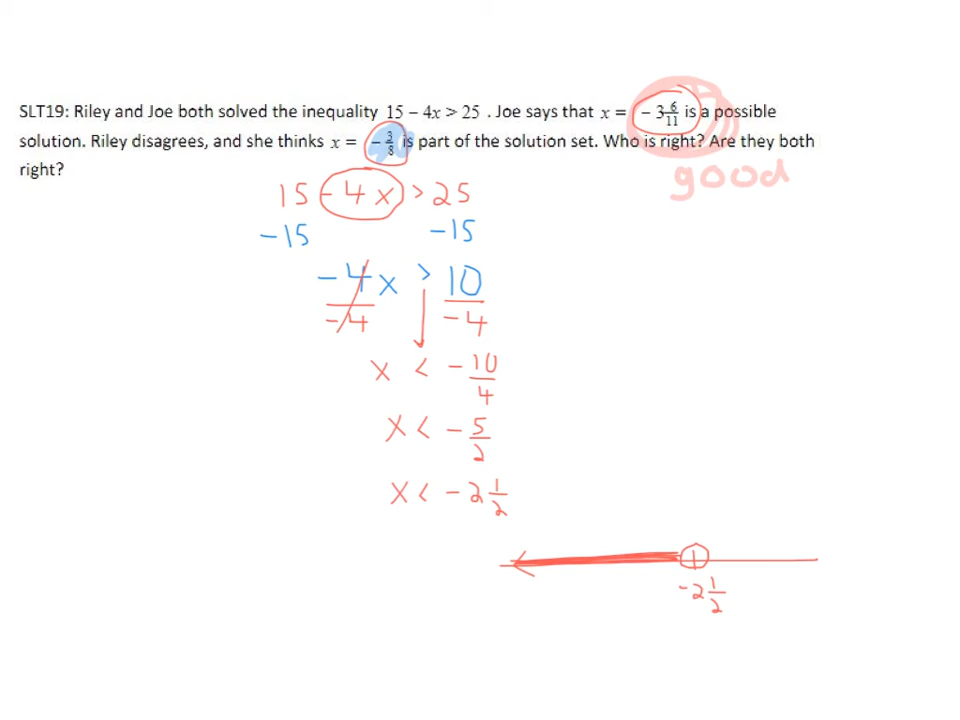 SLT19: Riley and Joe both solved the inequality 15 − 4x > 25 . Joe says that x = − 3 6/11 is a possible
solution. Riley disagrees, and she thinks x = − 3/8 is part of the solution set. Who is right? Are they both
right?
good
15 - 4x > 25
-15 -15
-4x > 10
-4 -4
x < - 10/4
x < - 5/2
x < - 2 1/2
-2 1/2